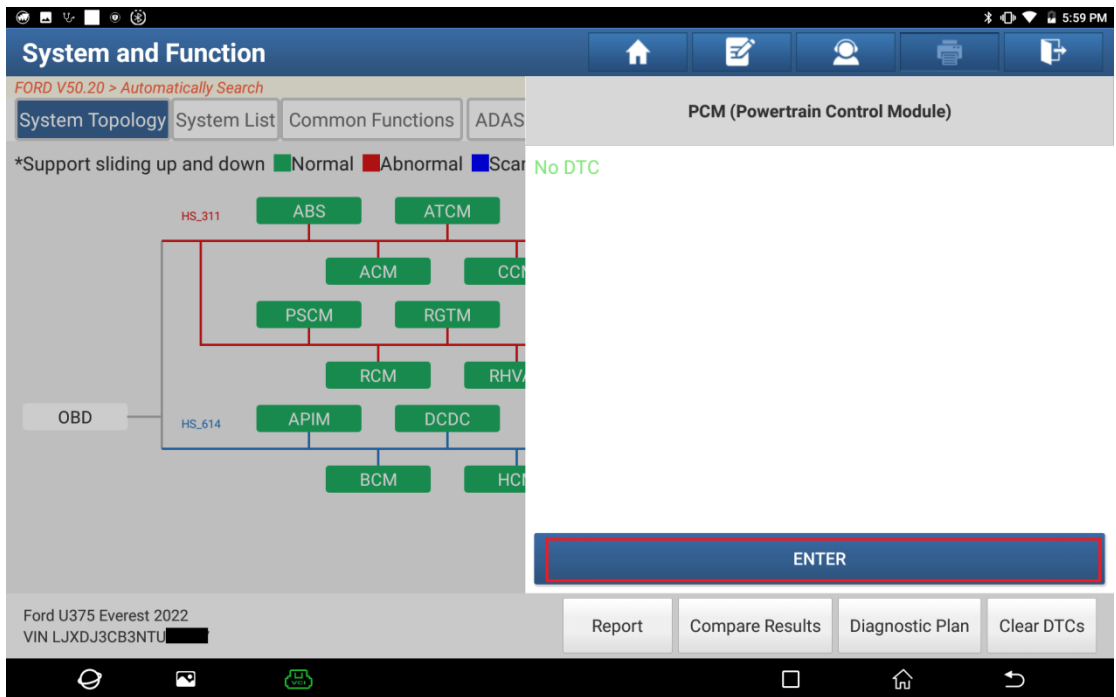 5:59 PM
System and Function
FORD V50.20 > Automatically Search
System Topology
System List
Common Functions
ADAS
*Support sliding up and down Normal Abnormal Scan
PCM (Powertrain Control Module)
No DTC
HS_311
ABS
ATCM
ACM
PSCM
RGTM
RCM
OBD
HS_614
APIM
DCDC
BCM
ENTER
Ford U375 Everest 2022
VIN LJXDJ3CB3NTU
Report
Compare Results
Diagnostic Plan
Clear DTCs
VCI